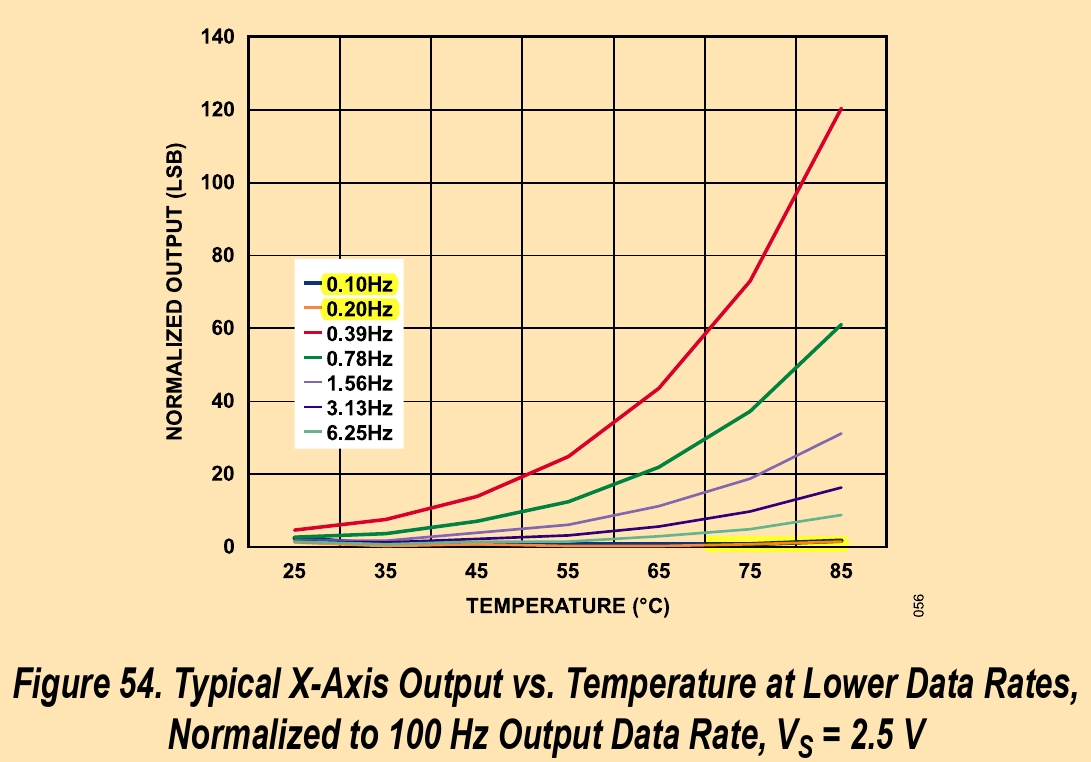 140
120
100
80
60
40
20
0
NORMALIZED OUTPUT (LSB)
0.10Hz
0.20Hz
0.39Hz
0.78Hz
1.56Hz
3.13Hz
6.25Hz
25 35 45 55 65 75 85
TEMPERATURE (°C)
056
Figure 54. Typical X-Axis Output vs. Temperature at Lower Data Rates,
Normalized to 100 Hz Output Data Rate, VS = 2.5 V